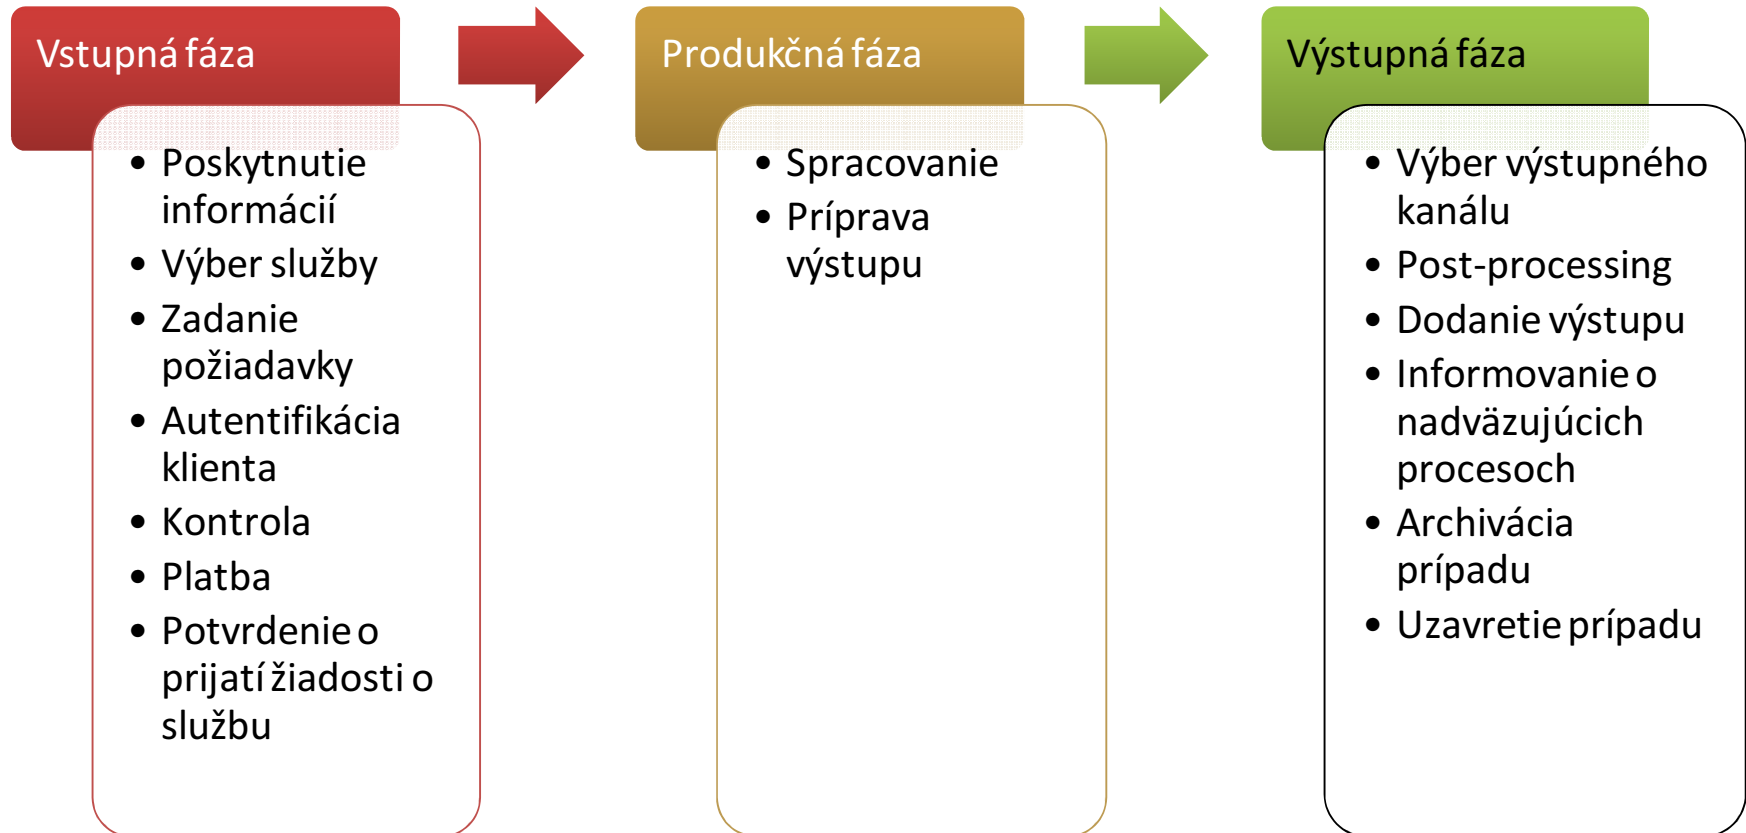 Vstupná fáza
• Poskytnutie
informácií
• Výber služby
• Zadanie
požiadavky
• Autentifikácia
klienta
• Kontrola
• Platba
• Potvrdenie o
prijatí žiadosti o
službu
Produkčná fáza
• Spracovanie
• Príprava
výstupu
Výstupná fáza
• Výber výstupného
kanálu
• Post-processing
• Dodanie výstupu
• Informovanie o
nadväzujúcich
procesoch
• Archivácia
prípadu
• Uzavretie prípadu